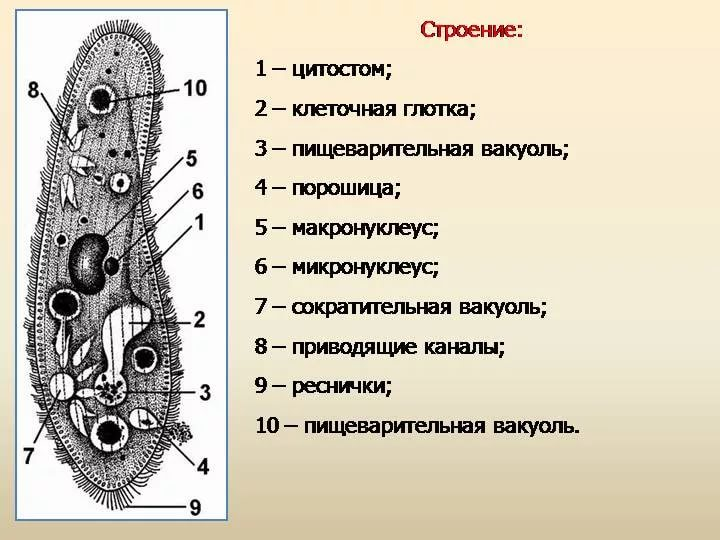 Строение:
1 – цитостом;
2 – клеточная глотка;
3 – пищеварительная вакуоль;
4 – порошица;
5 – макронуклеус;
6 – микронуклеус;
7 – сократительная вакуоль;
8 – приводящие каналы;
9 – реснички;
10 – пищеварительная вакуоль.
8
10
5
6
1
2
3
7
4
9